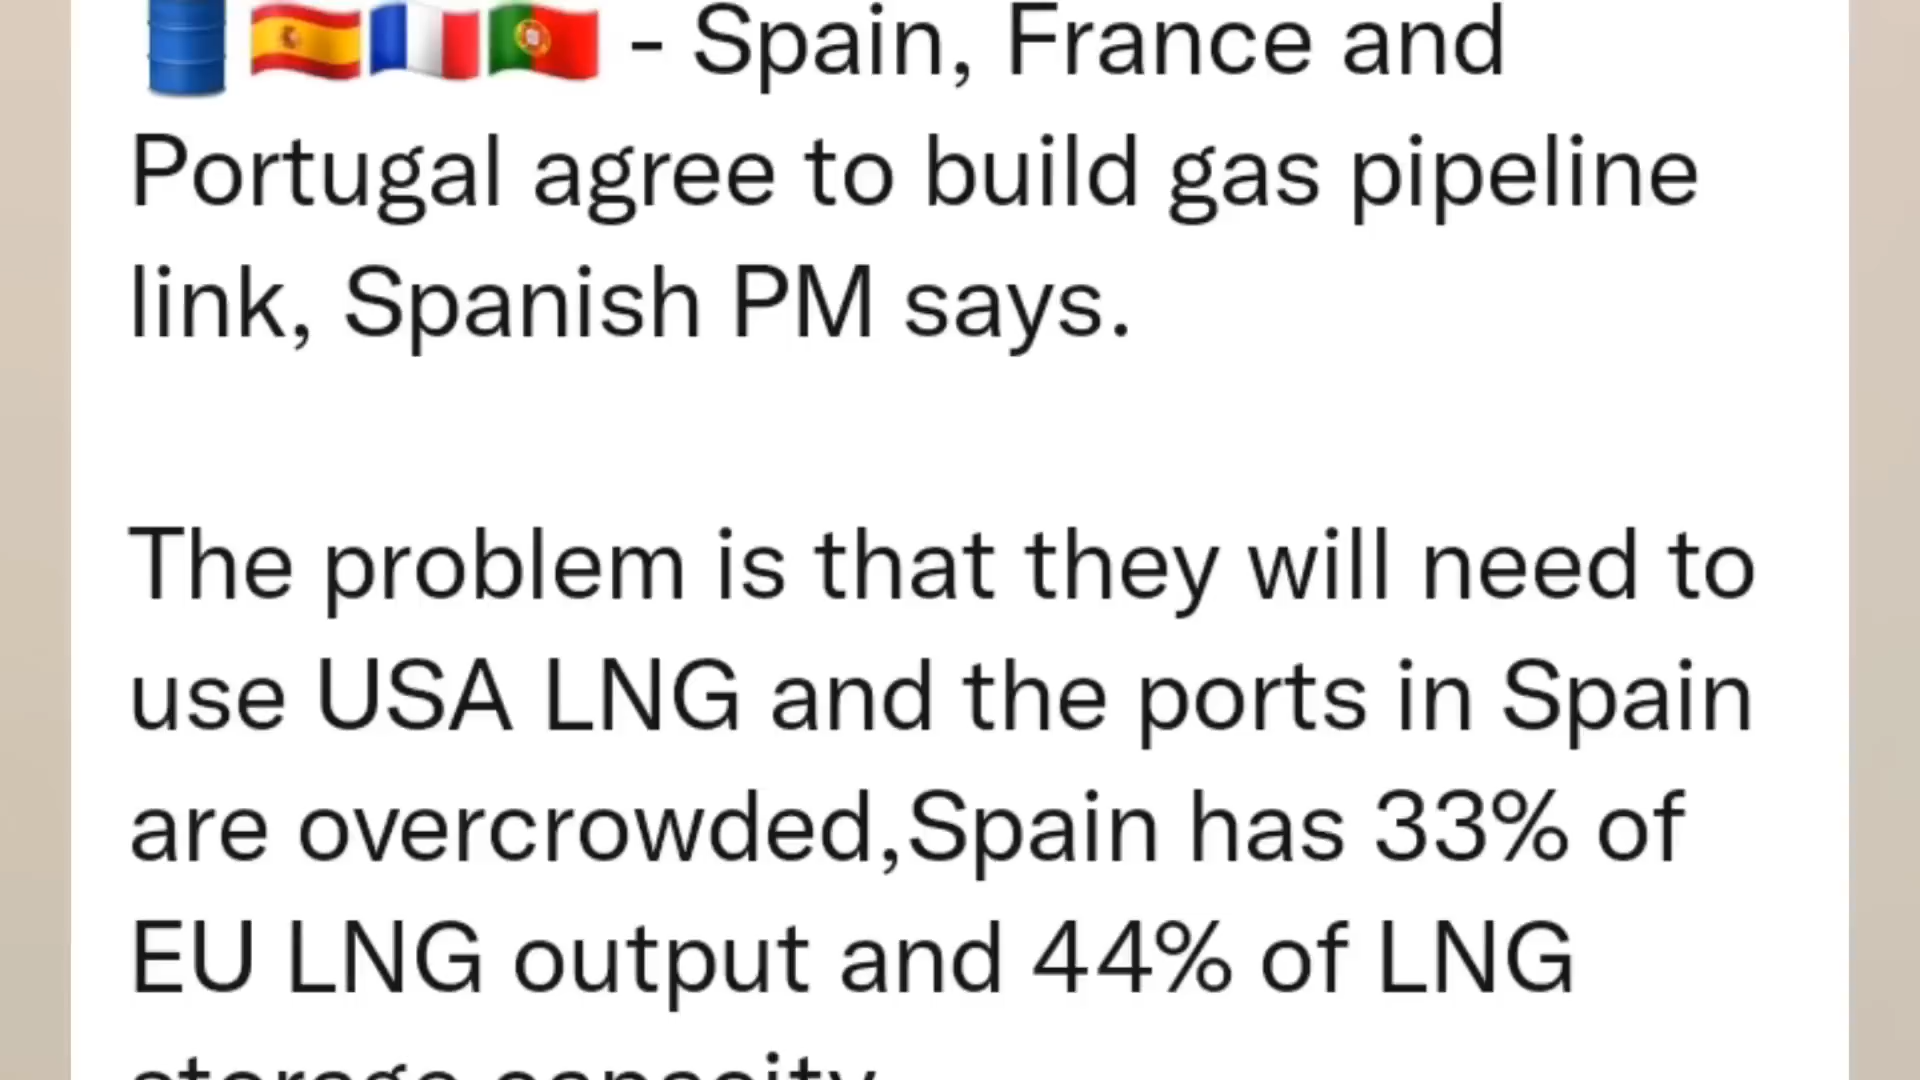 🛢️🇪🇸🇫🇷🇵🇹 - Spain, France and
Portugal agree to build gas pipeline
link, Spanish PM says.
The problem is that they will need to
use USA LNG and the ports in Spain
are overcrowded,Spain has 33% of
EU LNG output and 44% of LNG
storage capacity